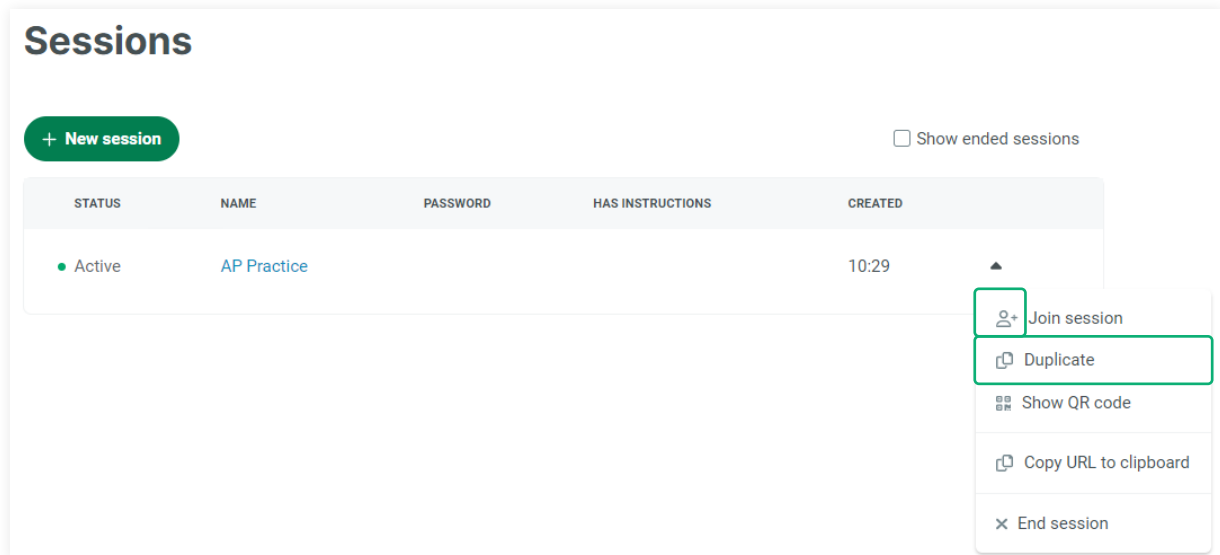 Sessions
+ New session
Show ended sessions
STATUS NAME PASSWORD HAS INSTRUCTIONS CREATED
Active AP Practice 10:29
Join session
Duplicate
Show QR code
Copy URL to clipboard
End session